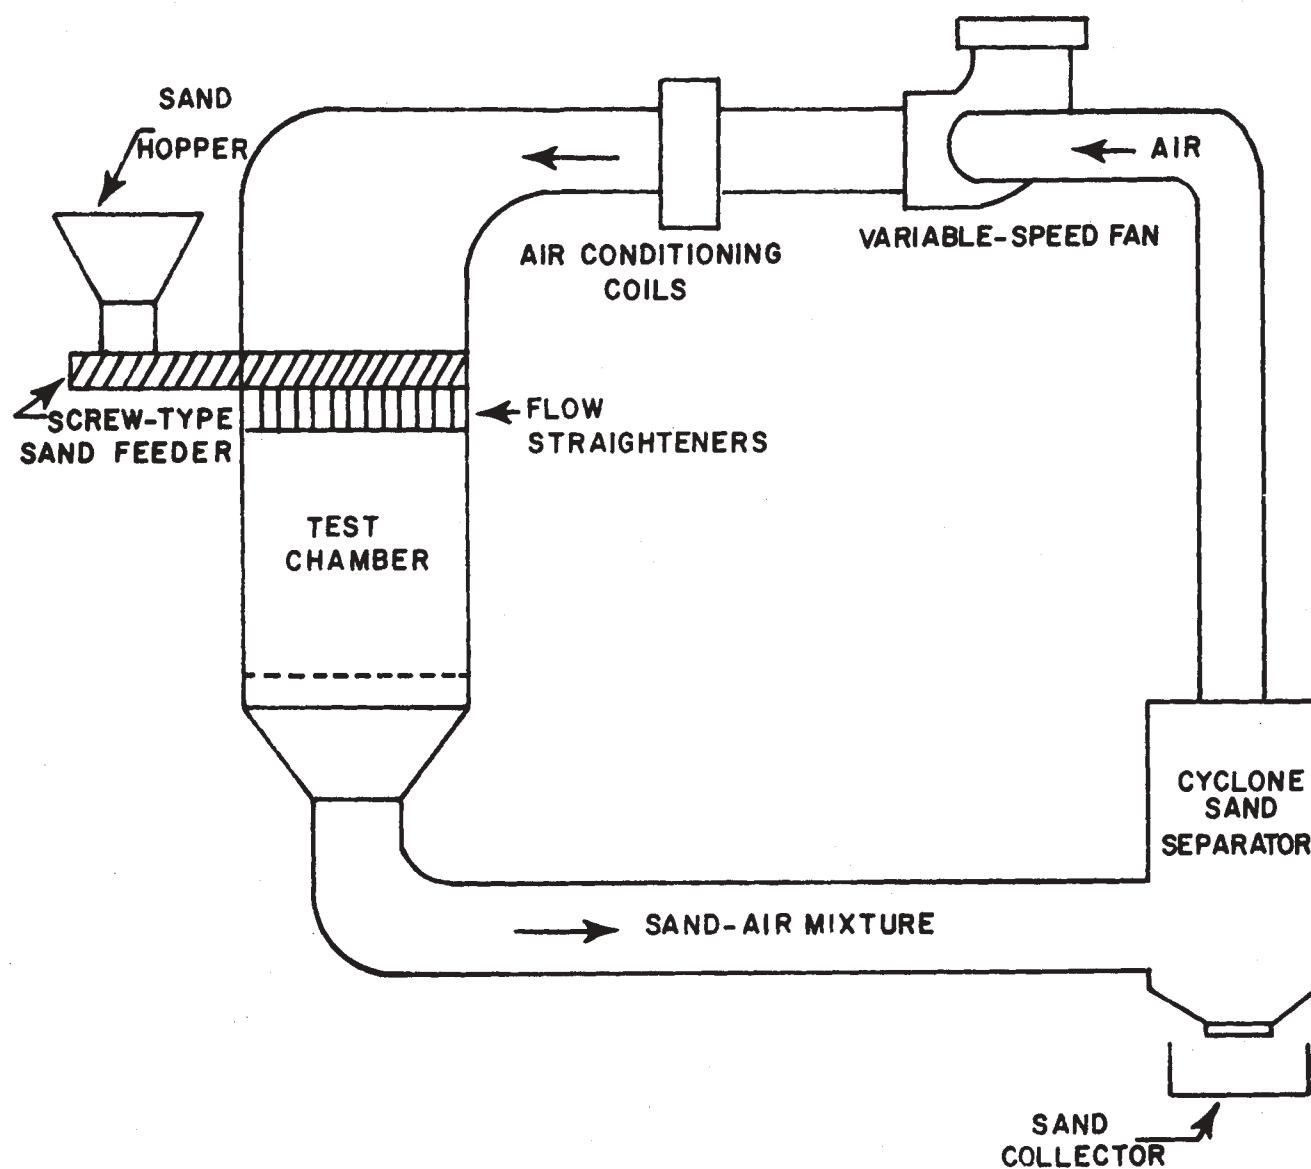 SAND
HOPPER
AIR
VARIABLE-SPEED FAN
AIR CONDITIONING
COILS
SCREW-TYPE
SAND FEEDER
FLOW
STRAIGHTENERS
TEST
CHAMBER
CYCLONE
SAND
SEPARATOR
SAND-AIR MIXTURE
SAND
COLLECTOR